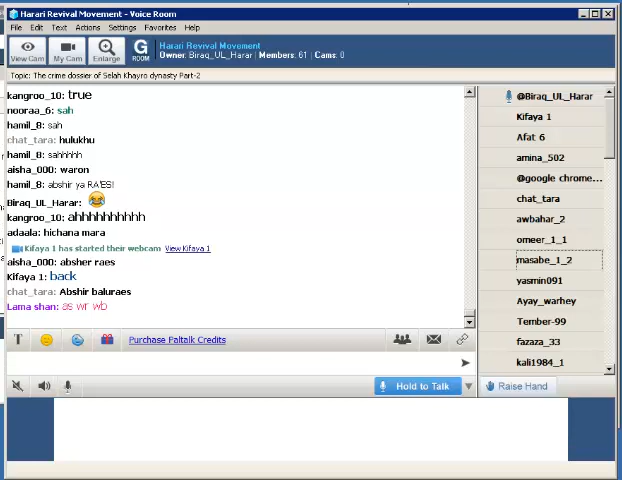 Harari Revival Movement - Voice Room
File Edit Text Actions Settings Favorites Help
View Cam My Cam Enlarge G ROOM
Harari Revival Movement
Owner: Biraq_UL_Harar | Members: 61 | Cams: 0
Topic: The crime dossier of Selah Khayro dynasty Part-2
kangroo_10: true
nooraa_6: sah
hamil_8: sah
chat_tara: hulukhu
hamil_8: sahhhhh
aisha_000: waron
hamil_8: abshir ya RA'ES!
Biraq_UL_Harar:
kangroo_10: ahhhhhhhhhh
adaala: hichana mara
Kifaya 1 has started their webcam View Kifaya 1
aisha_000: absher raes
Kifaya 1: back
chat_tara: Abshir baluraes
Lama shan: as wr wb
T Purchase Paltalk Credits
Hold to Talk
@Biraq_UL_Harar
Kifaya 1
Afat 6
amina_502
@google chrome...
chat_tara
awbahar_2
omeer_1_1
masabe_1_2
yasmin091
Ayay_warhey
Tember-99
fazaza_33
kali1984_1
Raise Hand